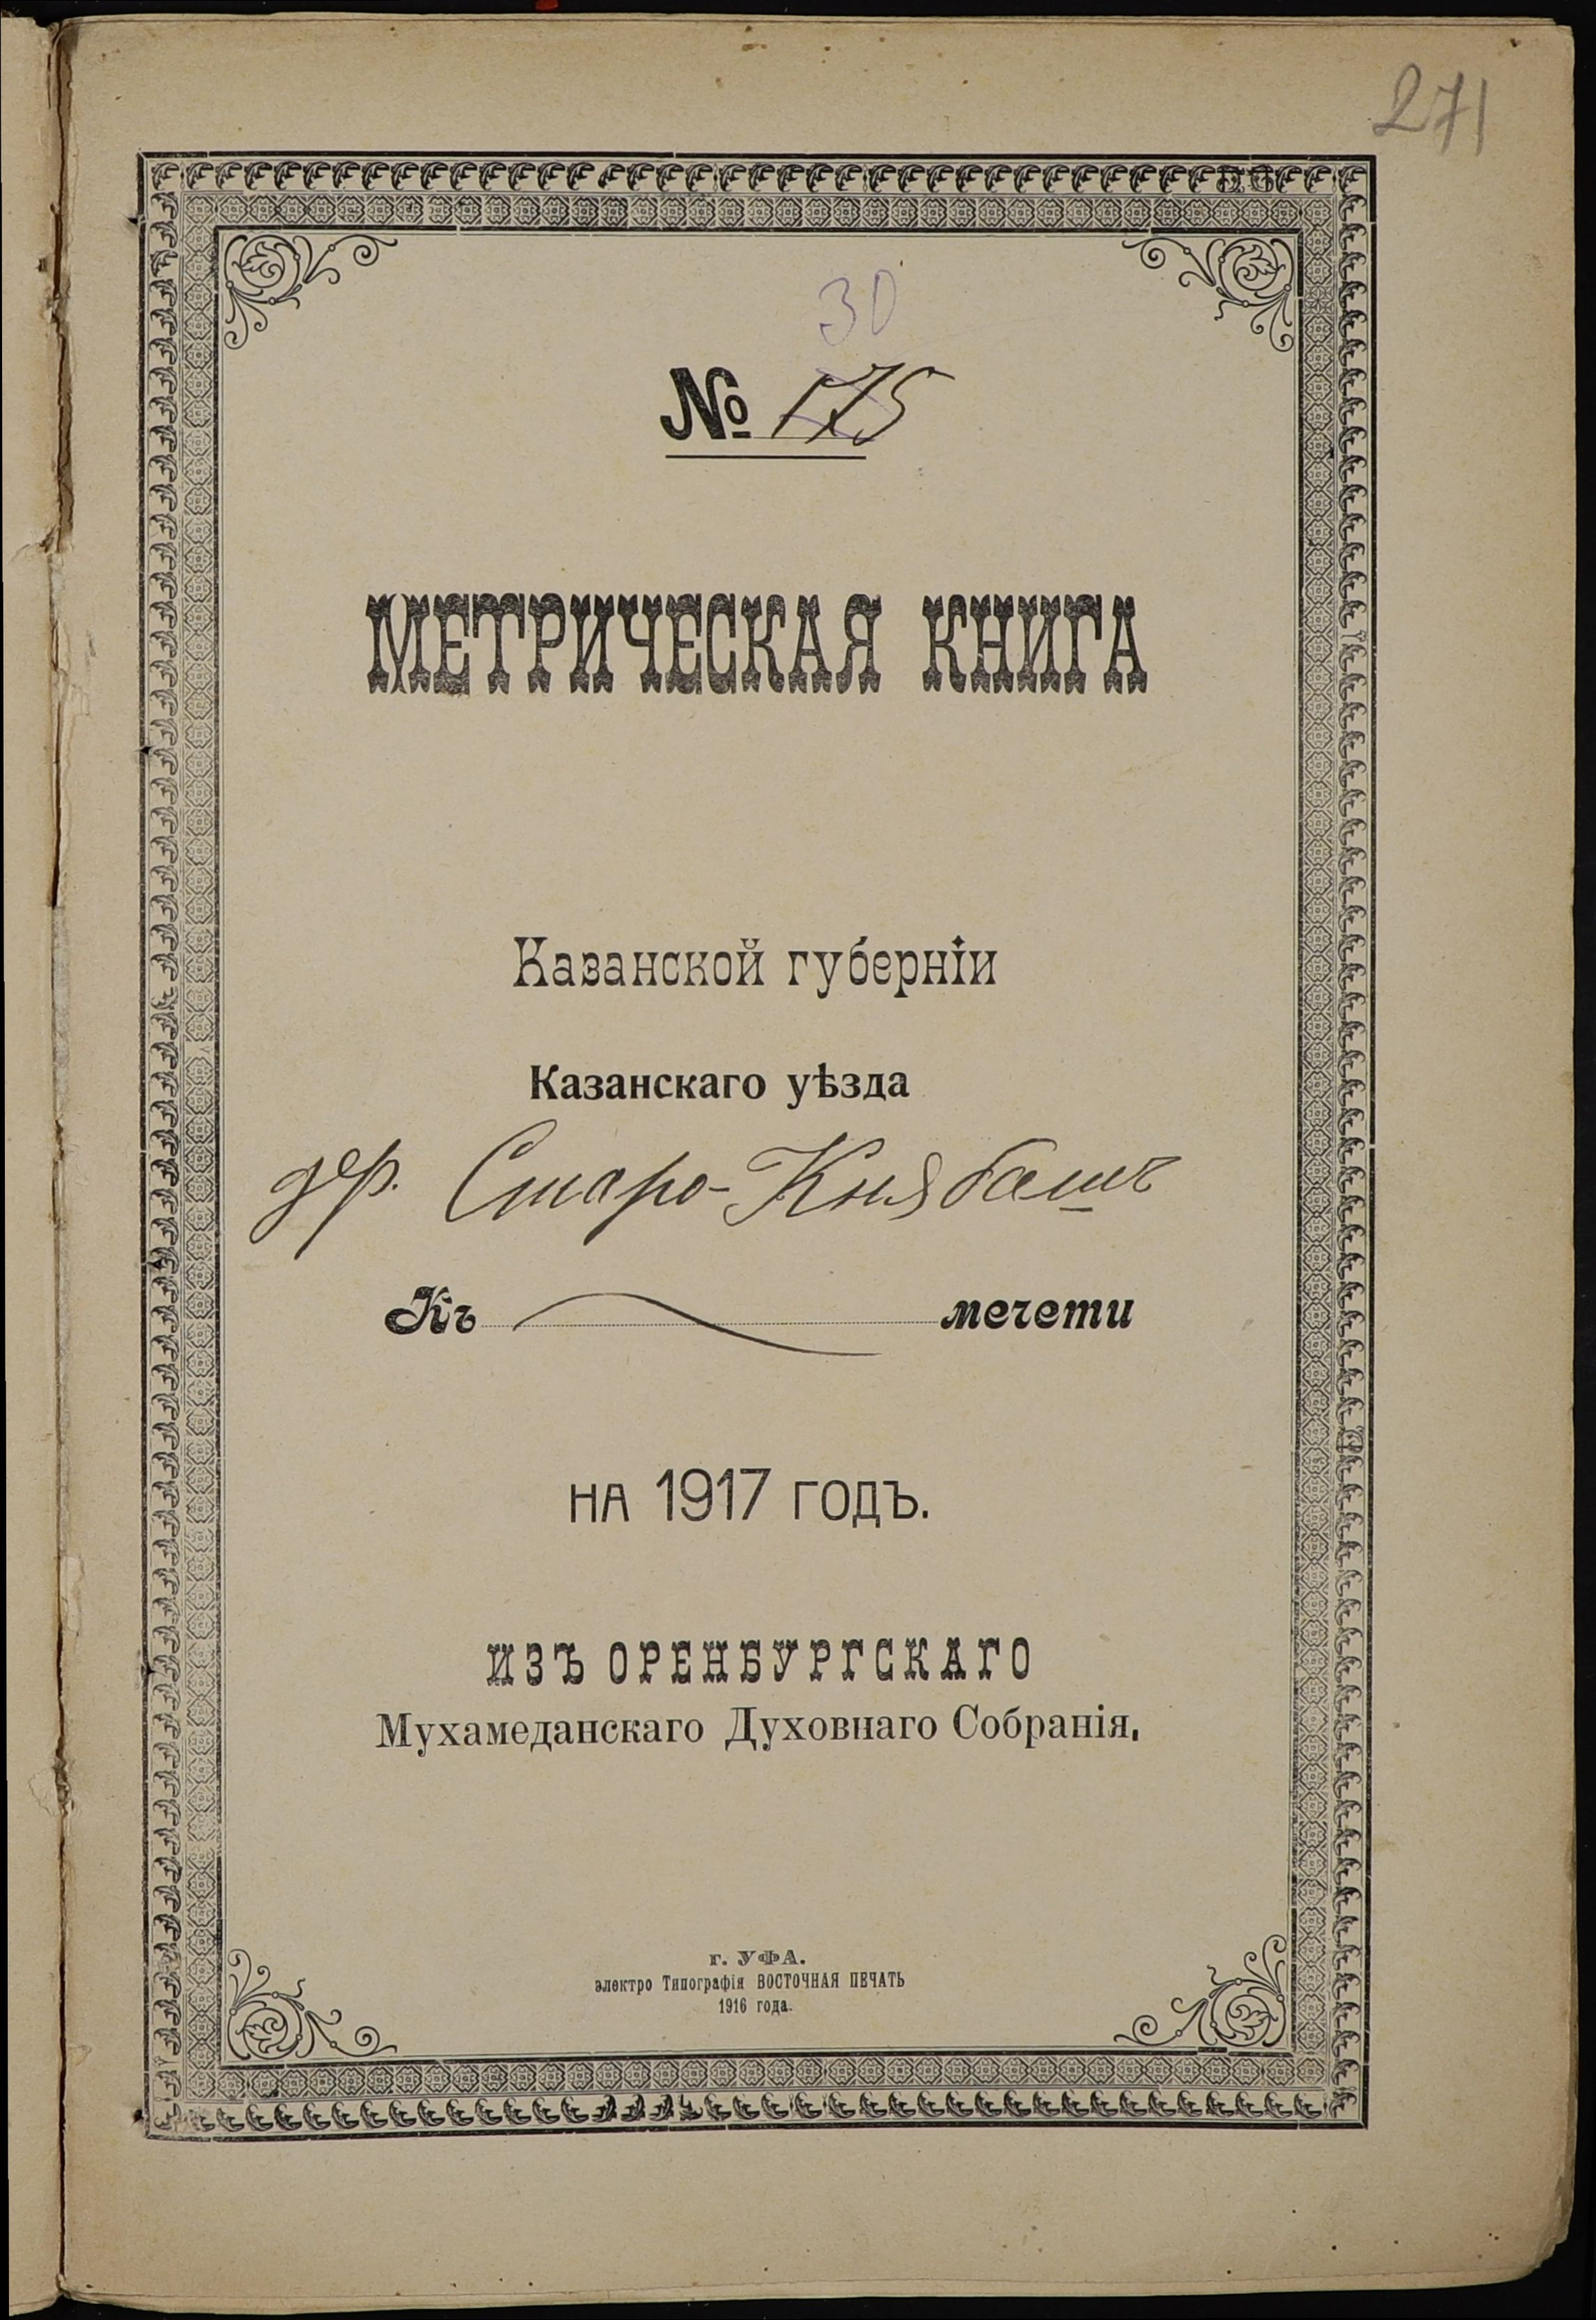 271
30
№ 175
МЕТРИЧЕСКАЯ КНИГА
Казанской губернiи
Казанскаго уѣзда
дер. Старо-Княбашъ
Къ мечети
на 1917 годъ.
ИЗЪ ОРЕНБУРГСКАГО
Мухамеданскаго Духовнаго Собранiя.
г. УФА.
электро Типографiя ВОСТОЧНАЯ ПЕЧАТЬ
1916 года.